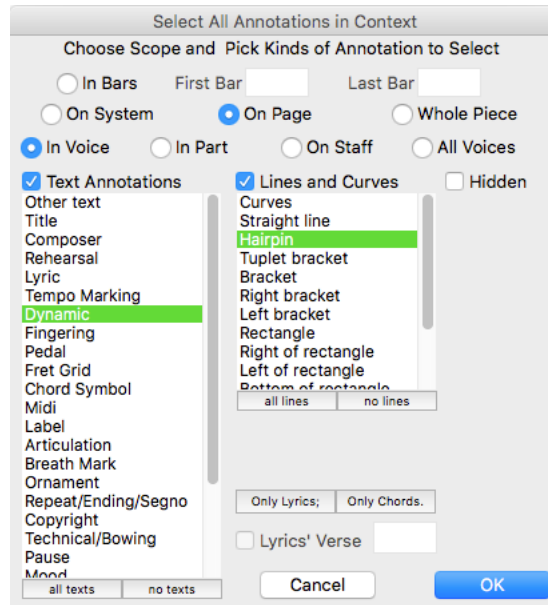 Select All Annotations in Context
Choose Scope and Pick Kinds of Annotation to Select
In Bars First Bar Last Bar
On System On Page Whole Piece
In Voice In Part On Staff All Voices
Text Annotations Lines and Curves Hidden
Other text
Title
Composer
Rehearsal
Lyric
Tempo Marking
Dynamic
Fingering
Pedal
Fret Grid
Chord Symbol
Midi
Label
Articulation
Breath Mark
Ornament
Repeat/Ending/Segno
Copyright
Technical/Bowing
Pause
Mood
all texts no texts
Curves
Straight line
Hairpin
Tuplet bracket
Bracket
Right bracket
Left bracket
Rectangle
Right of rectangle
Left of rectangle
Bottom of rectangle
all lines no lines
Only Lyrics; Only Chords.
Lyrics' Verse
Cancel OK